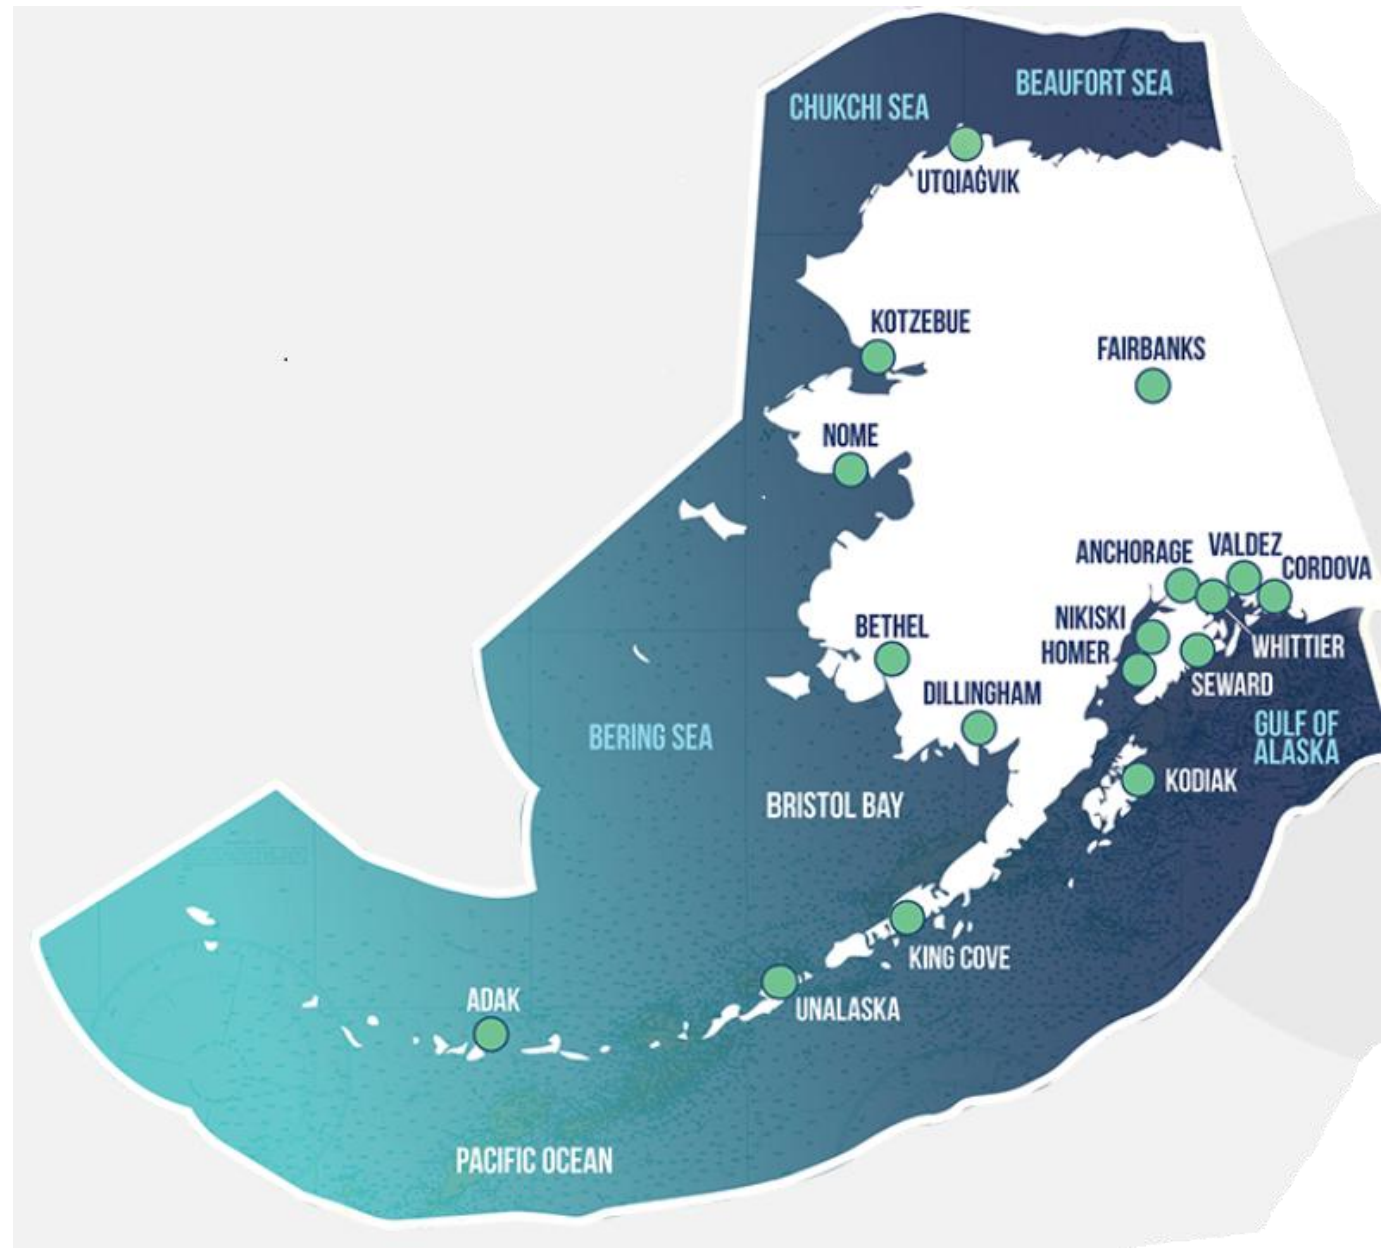 BEAUFORT SEA
CHUKCHI SEA
UTQIAĠVIK
KOTZEBUE
FAIRBANKS
NOME
ANCHORAGE
VALDEZ
CORDOVA
NIKISKI
BETHEL
HOMER
WHITTIER
SEWARD
DILLINGHAM
GULF OF
ALASKA
BERING SEA
KODIAK
BRISTOL BAY
KING COVE
ADAK
UNALASKA
PACIFIC OCEAN